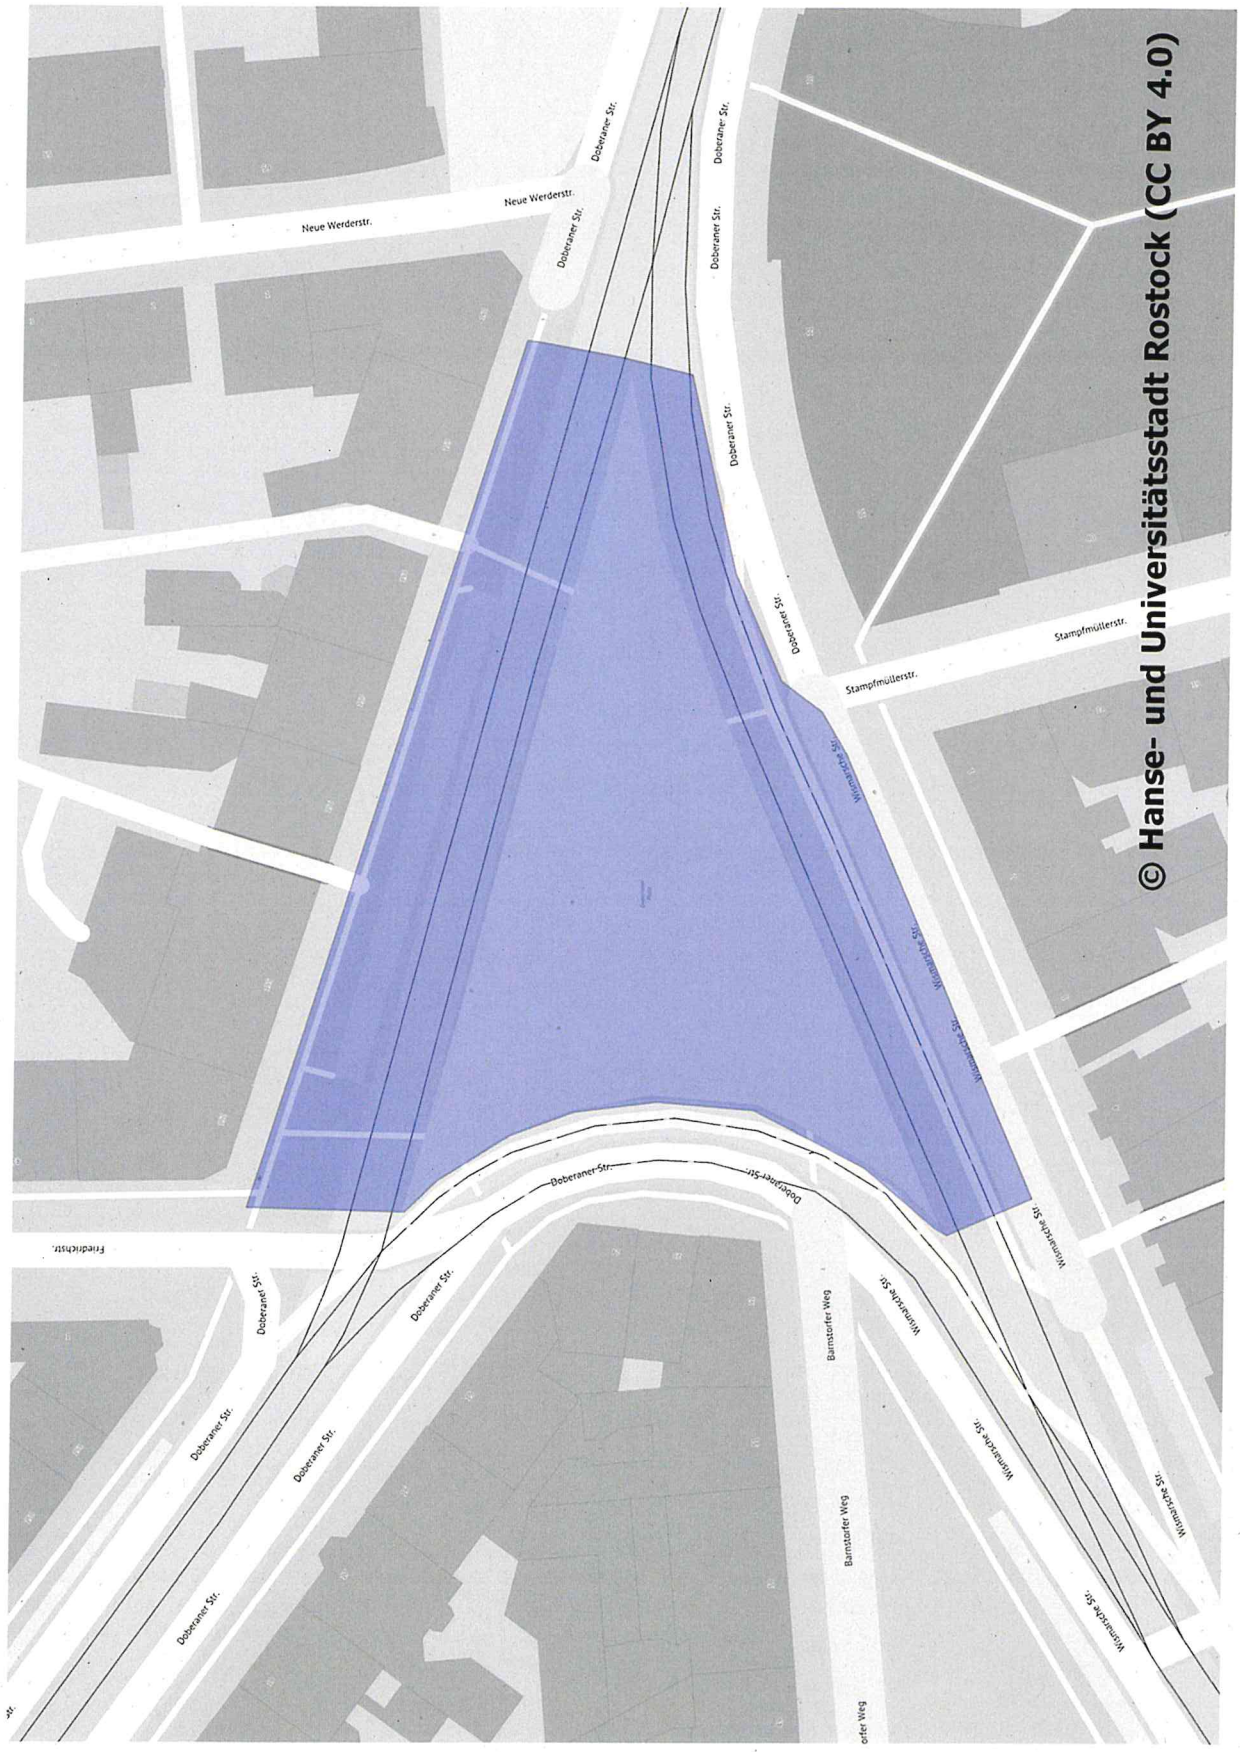 Doberaner Str.
Doberaner Str.
Neue Werderstr.
Neue Werderstr.
Doberaner Str.
Doberaner Str.
Doberaner Str.
Doberaner Str.
Stampfmüllerstr.
Stampfmüllerstr.
Wismarsche Str.
Wismarsche Str.
Wismarsche Str.
Doberaner Str.
Doberaner Str.
Friedrichstr.
Doberaner Str.
Doberaner Str.
Wismarsche Str.
Wismarsche Str.
Barnstorfer Weg
Doberaner Str.
Doberaner Str.
Wismarsche Str.
Wismarsche Str.
Barnstorfer Weg
Doberaner Str.
Wismarsche Str.
orfer Weg
Str.
© Hanse- und Universitätsstadt Rostock (CC BY 4.0)